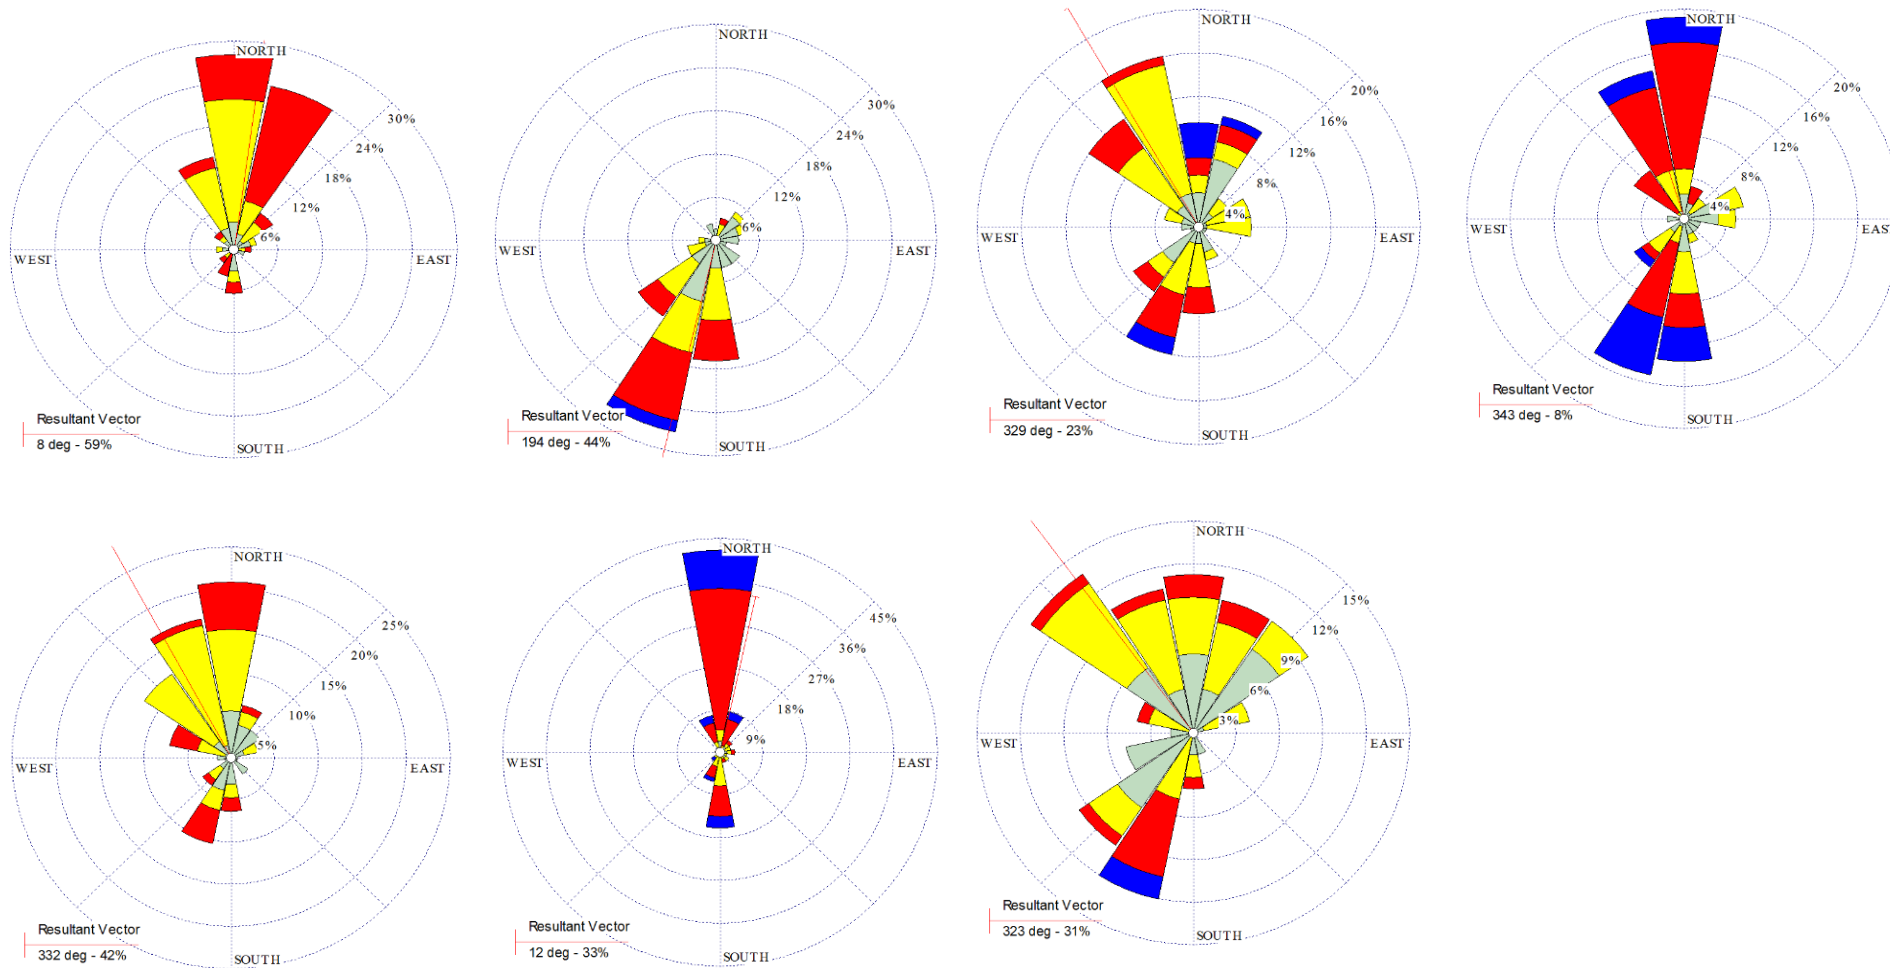 NORTH
30%
24%
18%
12%
6%
WEST
EAST
SOUTH
Resultant Vector
8 deg - 59%
NORTH
30%
24%
18%
12%
6%
WEST
EAST
SOUTH
Resultant Vector
194 deg - 44%
NORTH
20%
16%
12%
8%
4%
WEST
EAST
SOUTH
Resultant Vector
329 deg - 23%
NORTH
20%
16%
12%
8%
4%
WEST
EAST
SOUTH
Resultant Vector
343 deg - 8%
NORTH
25%
20%
15%
10%
5%
WEST
EAST
SOUTH
Resultant Vector
332 deg - 42%
NORTH
45%
36%
27%
18%
9%
WEST
EAST
SOUTH
Resultant Vector
12 deg - 33%
NORTH
15%
12%
9%
6%
3%
WEST
EAST
SOUTH
Resultant Vector
323 deg - 31%